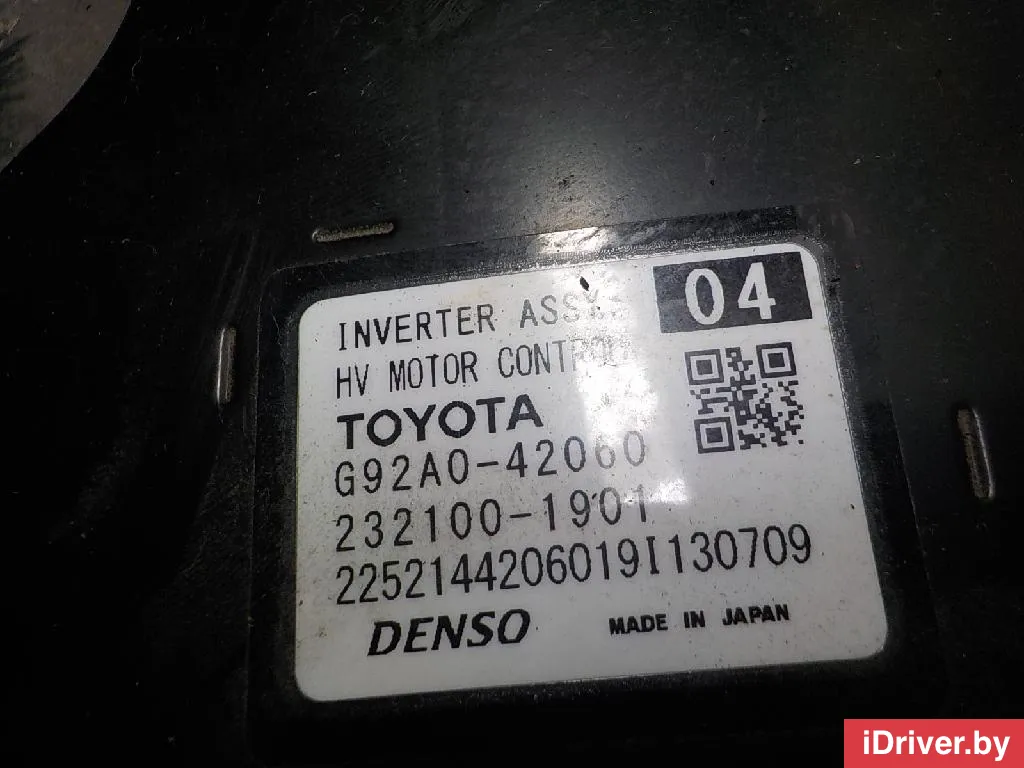 04
INVERTER ASSY
HV MOTOR CONTROL
TOYOTA
G92A0-42060
232100-1901
2252144206019I130709
DENSO MADE IN JAPAN
iDriver.by